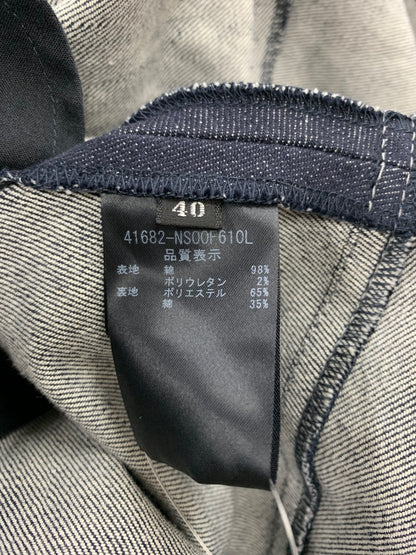 40
41682-NS00F610L
品質表示
表地 綿 98%
ポリウレタン 2%
裏地 ポリエステル 65%
綿 35%